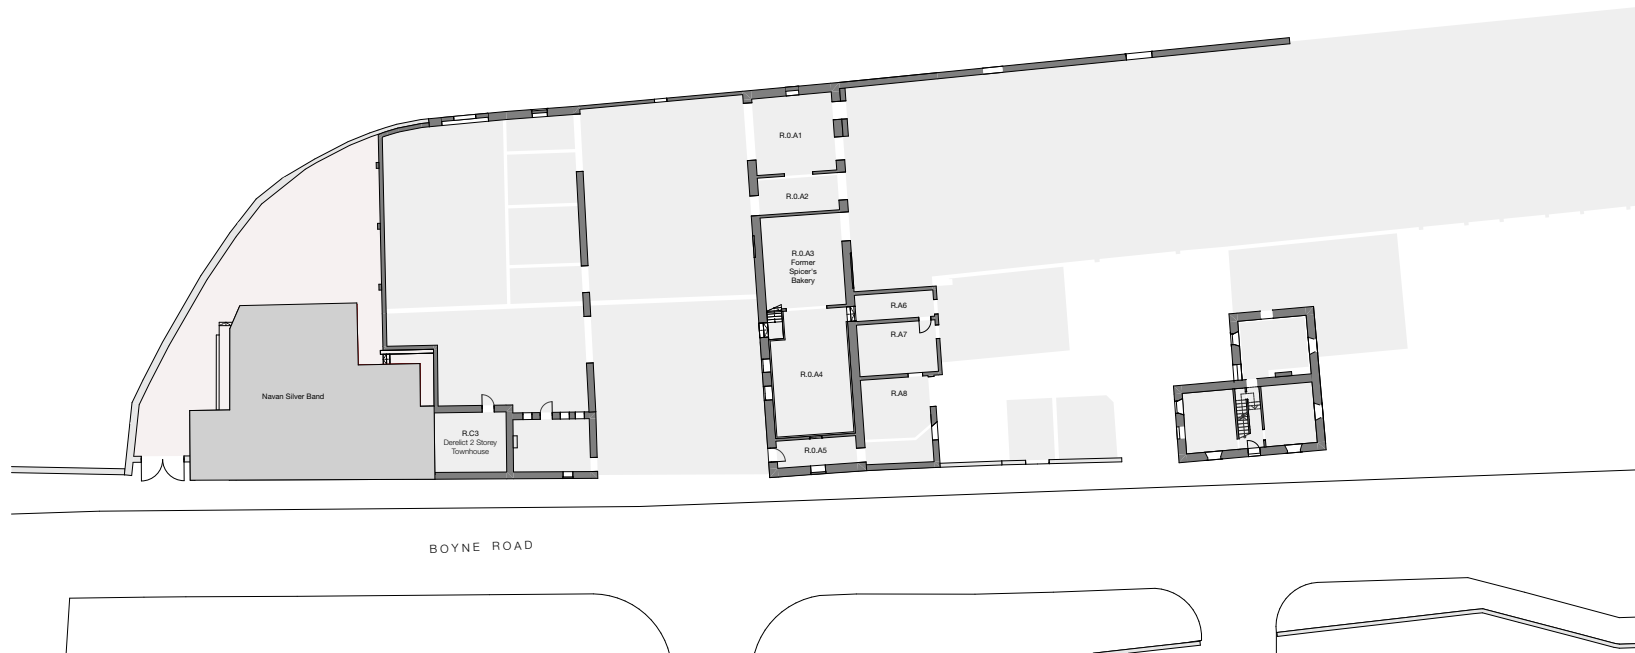 R.0.A1
R.0.A2
R.0.A3
Former
Spicer's
Bakery
R.A6
R.A7
R.0.A4
R.A8
Navan Silver Band
R.C3
Derelict 2 Storey
Townhouse
R.0.A5
BOYNE ROAD